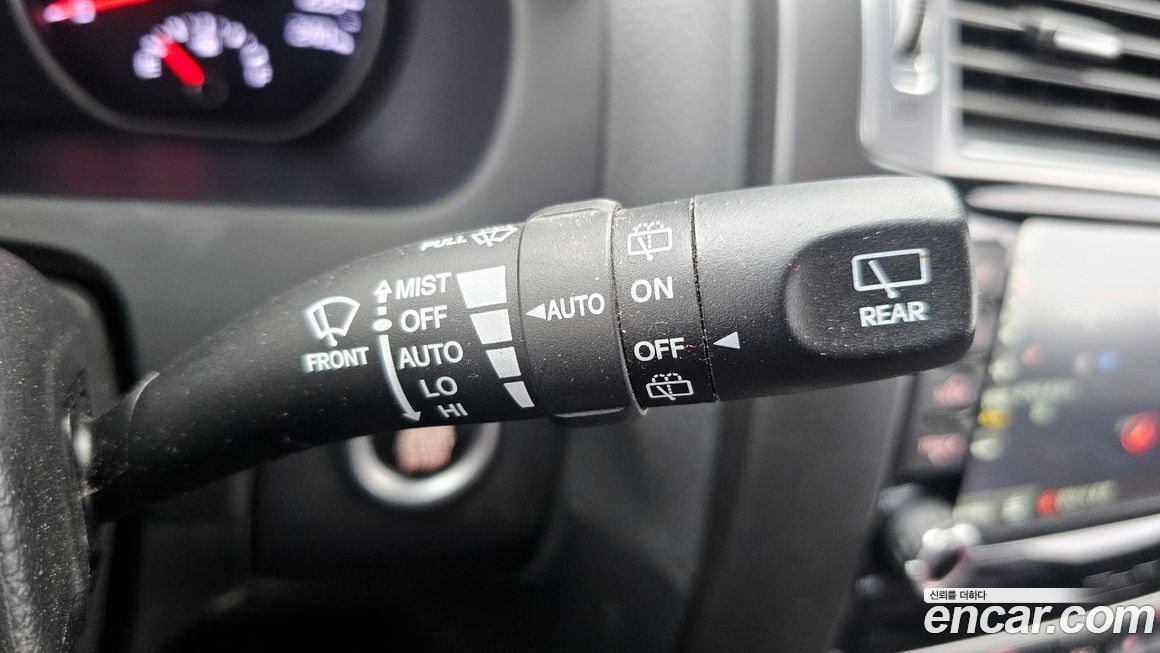 PULL
MIST
OFF
AUTO
LO
HI
FRONT
AUTO
ON
OFF
REAR
신뢰를 더하다
encar.com